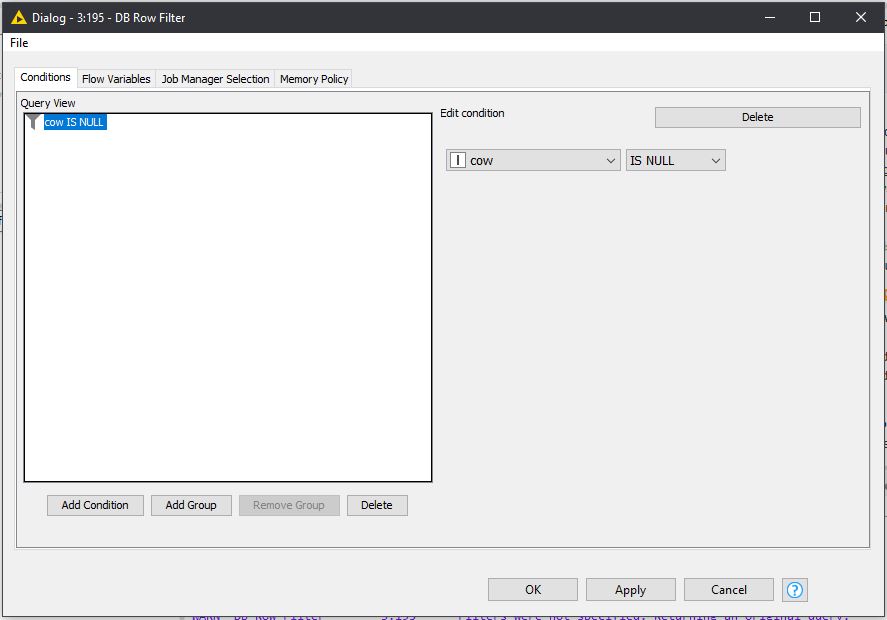 Dialog - 3:195 - DB Row Filter
File
Conditions Flow Variables Job Manager Selection Memory Policy
Query View
Edit condition
Delete
cow IS NULL
I cow
IS NULL
Add Condition Add Group Remove Group Delete
OK Apply Cancel ?
WARN DB Row Filter 3:195 Filters were not specified. Returning an original query.